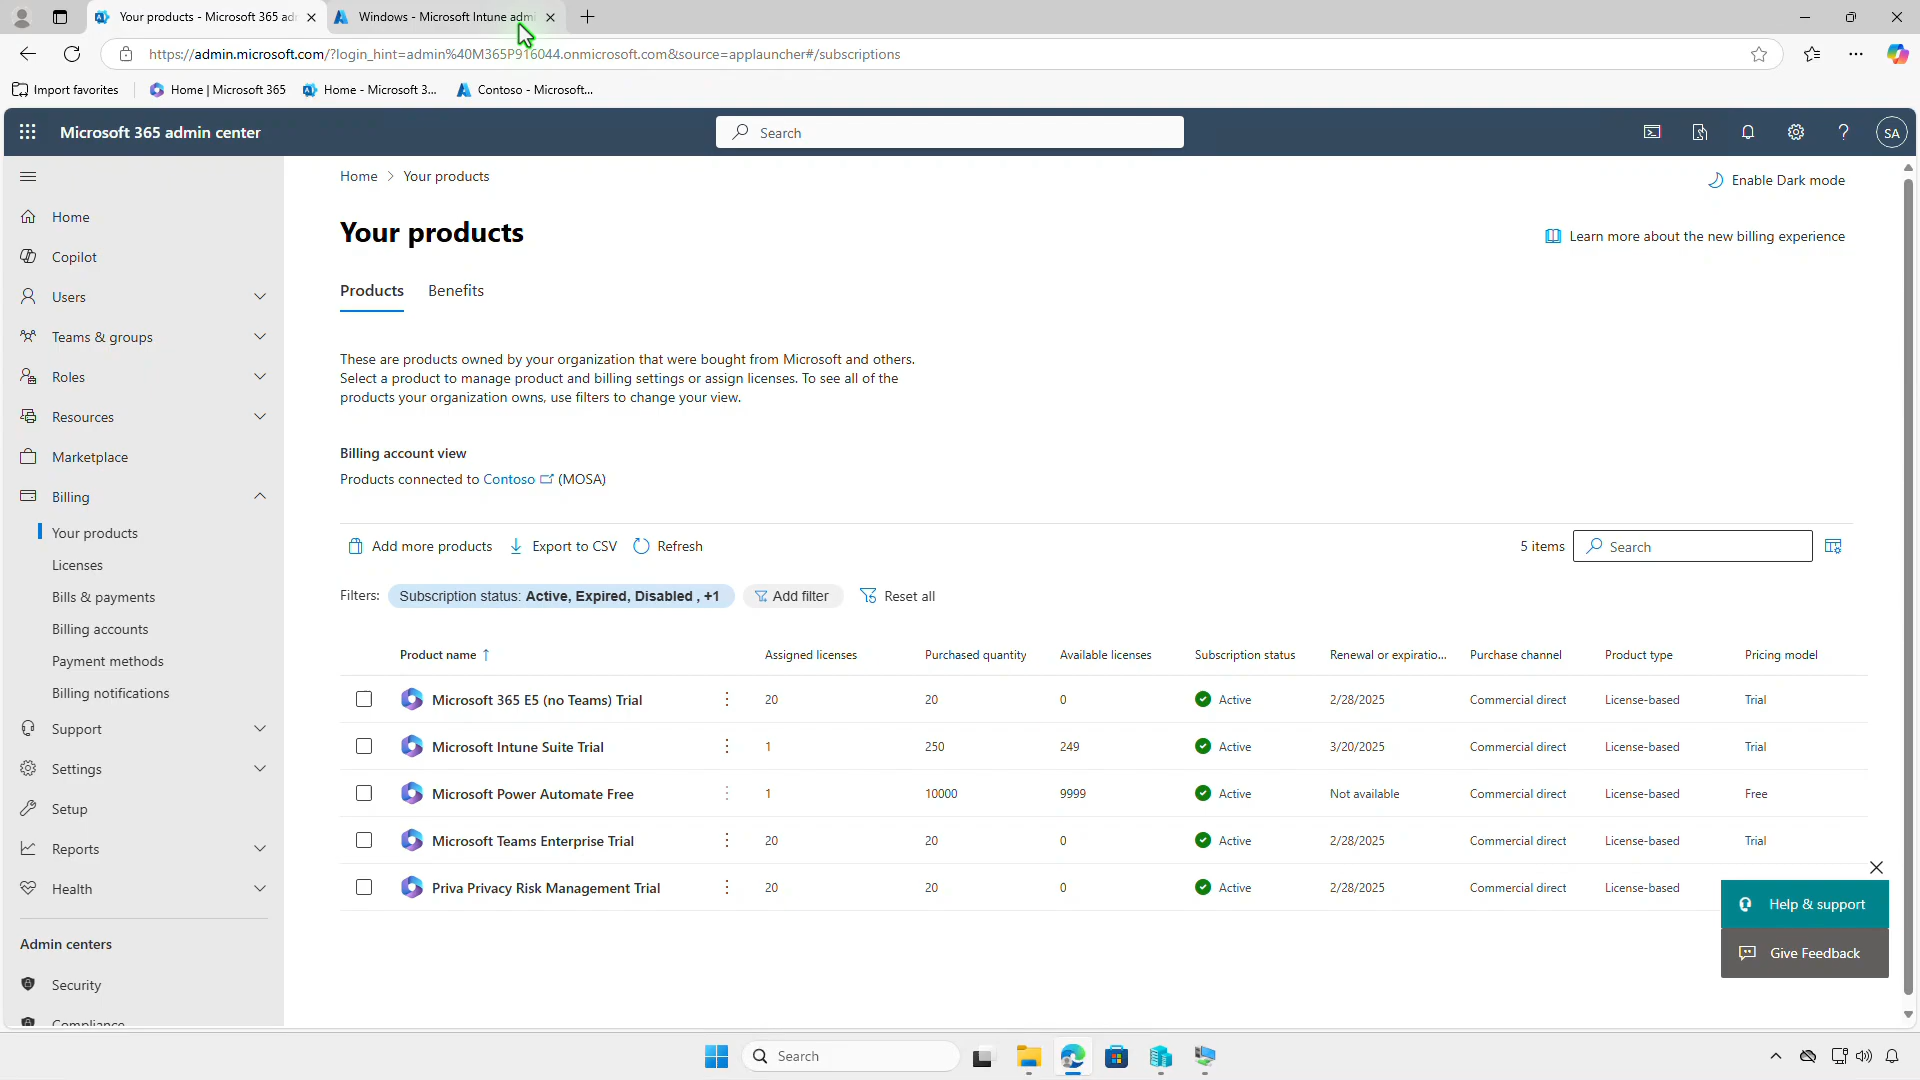 Your products - Microsoft 365 ad
Windows - Microsoft Intune admi
https://admin.microsoft.com/?login_hint=admin%40M365P916044.onmicrosoft.com&source=applauncher#/subscriptions
Import favorites
Home | Microsoft 365
Home - Microsoft 3...
Contoso - Microsoft...
Microsoft 365 admin center
Search
SA
Home
Copilot
Users
Teams & groups
Roles
Resources
Marketplace
Billing
Your products
Licenses
Bills & payments
Billing accounts
Payment methods
Billing notifications
Support
Settings
Setup
Reports
Health
Admin centers
Security
Compliance
Home > Your products
Enable Dark mode
Your products
Learn more about the new billing experience
Products Benefits
These are products owned by your organization that were bought from Microsoft and others.
Select a product to manage product and billing settings or assign licenses. To see all of the
products your organization owns, use filters to change your view.
Billing account view
Products connected to Contoso (MOSA)
Add more products Export to CSV Refresh
5 items Search
Filters: Subscription status: Active, Expired, Disabled , +1 Add filter Reset all
Product name ↑ Assigned licenses Purchased quantity Available licenses Subscription status Renewal or expiratio... Purchase channel Product type Pricing model
Microsoft 365 E5 (no Teams) Trial 20 20 0 Active 2/28/2025 Commercial direct License-based Trial
Microsoft Intune Suite Trial 1 250 249 Active 3/20/2025 Commercial direct License-based Trial
Microsoft Power Automate Free 1 10000 9999 Active Not available Commercial direct License-based Free
Microsoft Teams Enterprise Trial 20 20 0 Active 2/28/2025 Commercial direct License-based Trial
Priva Privacy Risk Management Trial 20 20 0 Active 2/28/2025 Commercial direct License-based
Help & support
Give Feedback
Search